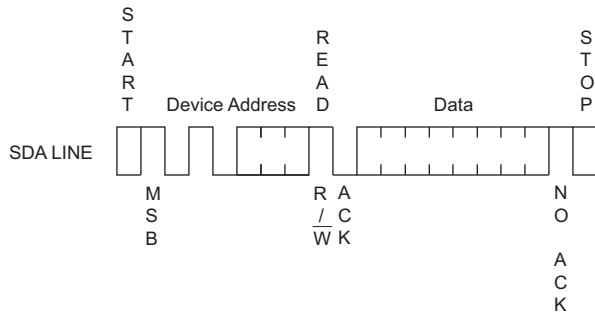 START
READ
STOP
Device Address
Data
SDA LINE
MSB
R/W
ACK
NO ACK